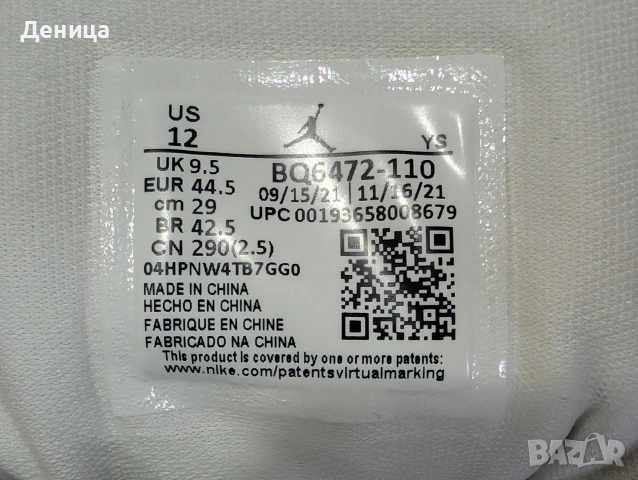 Деница
US
12
YS
UK 9.5
EUR 44.5
cm 29
BR 42.5
CN 290(2.5)
BQ6472-110
09/15/21 | 11/16/21
UPC 00193658008679
04HPNW4TB7GG0
MADE IN CHINA
HECHO EN CHINA
FABRIQUE EN CHINE
FABRICADO NA CHINA
This product is covered by one or more patents:
www.nike.com/patentsvirtualmarking
BAZAR